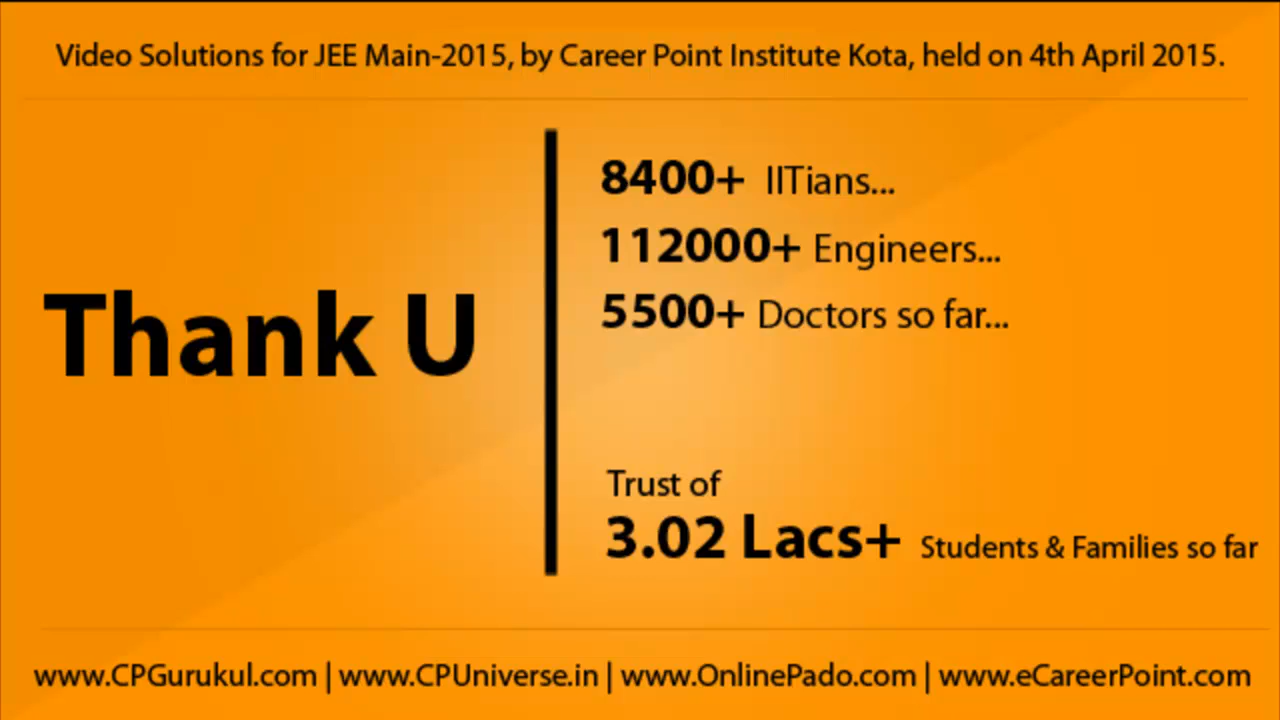 Video Solutions for JEE Main-2015, by Career Point Institute Kota, held on 4th April 2015.
Thank U
8400+ IITians...
112000+ Engineers...
5500+ Doctors so far...
Trust of
3.02 Lacs+ Students & Families so far
www.CPGurukul.com | www.CPUniverse.in | www.OnlinePado.com | www.eCareerPoint.com